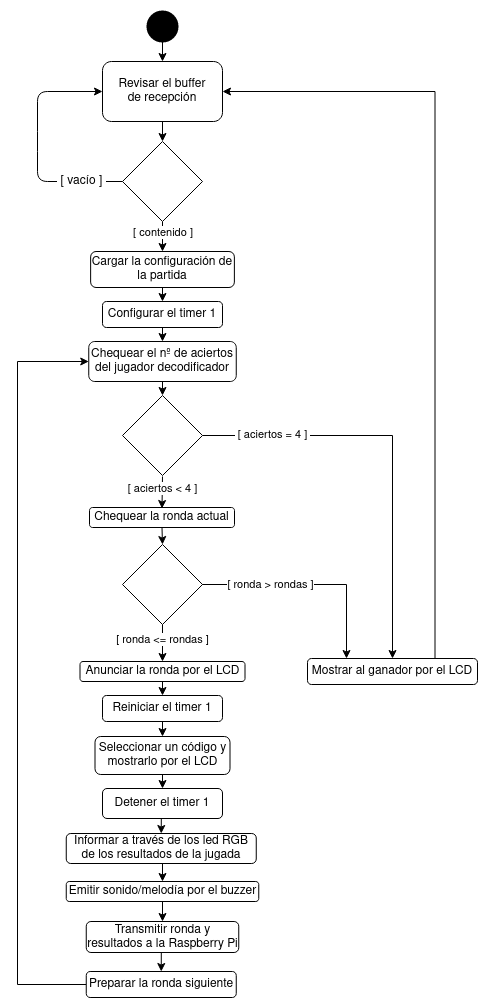 Revisar el buffer
de recepción
[ vacío ]
[ contenido ]
Cargar la configuración de
la partida
Configurar el timer 1
Chequear el nº de aciertos
del jugador decodificador
[ aciertos = 4 ]
[ aciertos < 4 ]
Chequear la ronda actual
[ ronda > rondas ]
[ ronda <= rondas ]
Anunciar la ronda por el LCD
Mostrar al ganador por el LCD
Reiniciar el timer 1
Seleccionar un código y
mostrarlo por el LCD
Detener el timer 1
Informar a través de los led RGB
de los resultados de la jugada
Emitir sonido/melodía por el buzzer
Transmitir ronda y
resultados a la Raspberry Pi
Preparar la ronda siguiente